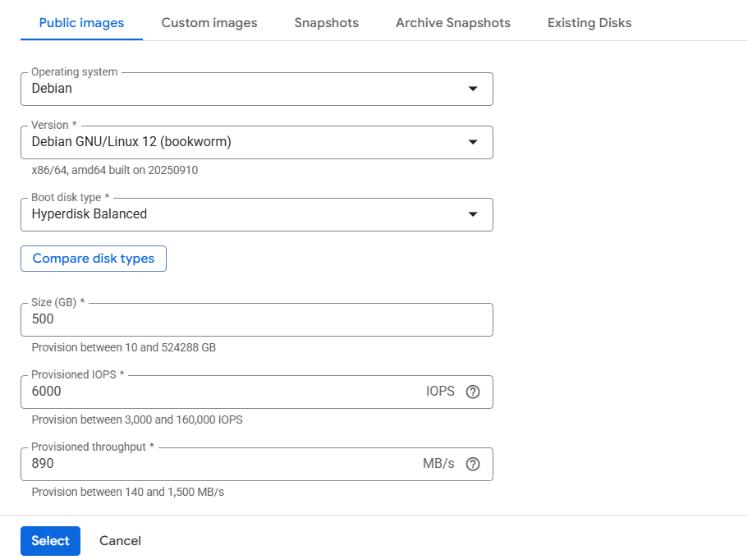 Public images Custom images Snapshots Archive Snapshots Existing Disks
Operating system
Debian
Version *
Debian GNU/Linux 12 (bookworm)
x86/64, amd64 built on 20250910
Boot disk type *
Hyperdisk Balanced
Compare disk types
Size (GB) *
500
Provision between 10 and 524288 GB
Provisioned IOPS *
6000 IOPS
Provision between 3,000 and 160,000 IOPS
Provisioned throughput *
890 MB/s
Provision between 140 and 1,500 MB/s
Select Cancel